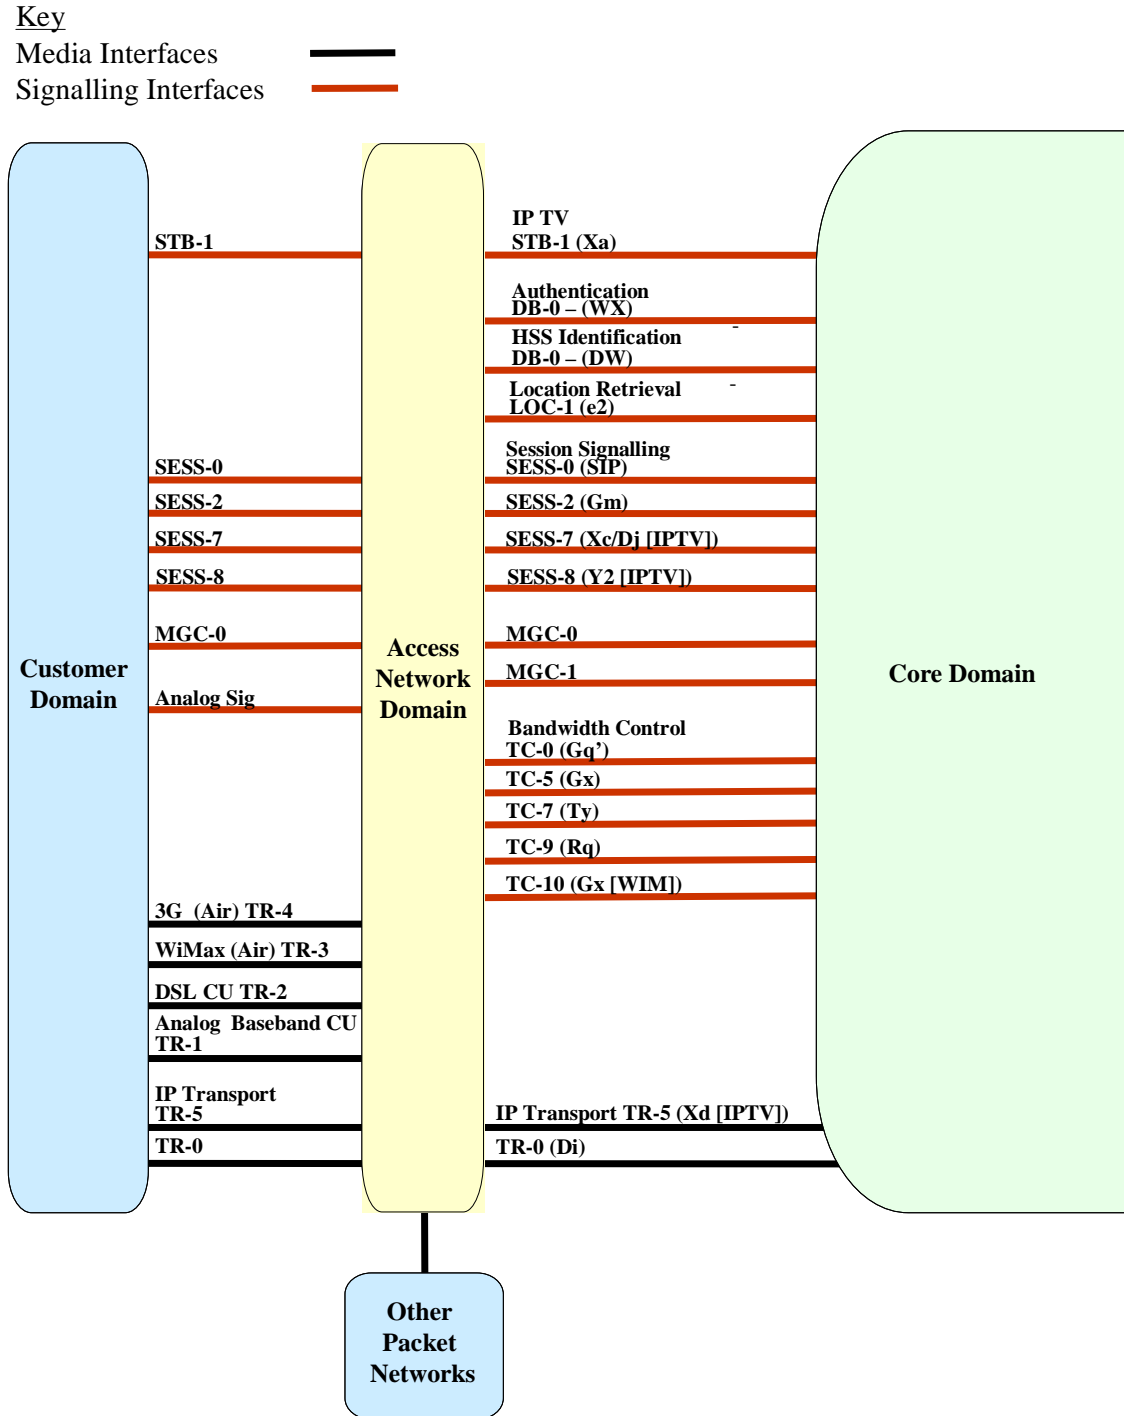 Key
Media Interfaces
Signalling Interfaces
STB-1
IP TV
STB-1 (Xa)
Authentication
DB-0 – (WX)
-
HSS Identification
DB-0 – (DW)
Location Retrieval
-
LOC-1 (e2)
Session Signalling
SESS-0
SESS-0 (SIP)
SESS-2
SESS-2 (Gm)
SESS-7
SESS-7 (Xc/Dj [IPTV])
SESS-8
SESS-8 (Y2 [IPTV])
MGC-0
MGC-0
Customer
Domain
Access
Network
Domain
MGC-1
Core Domain
Analog Sig
Bandwidth Control
TC-0 (Gq’)
TC-5 (Gx)
TC-7 (Ty)
TC-9 (Rq)
TC-10 (Gx [WIM])
3G (Air) TR-4
WiMax (Air) TR-3
DSL CU TR-2
Analog Baseband CU
TR-1
IP Transport
TR-5
IP Transport TR-5 (Xd [IPTV])
TR-0
TR-0 (Di)
Other
Packet
Networks